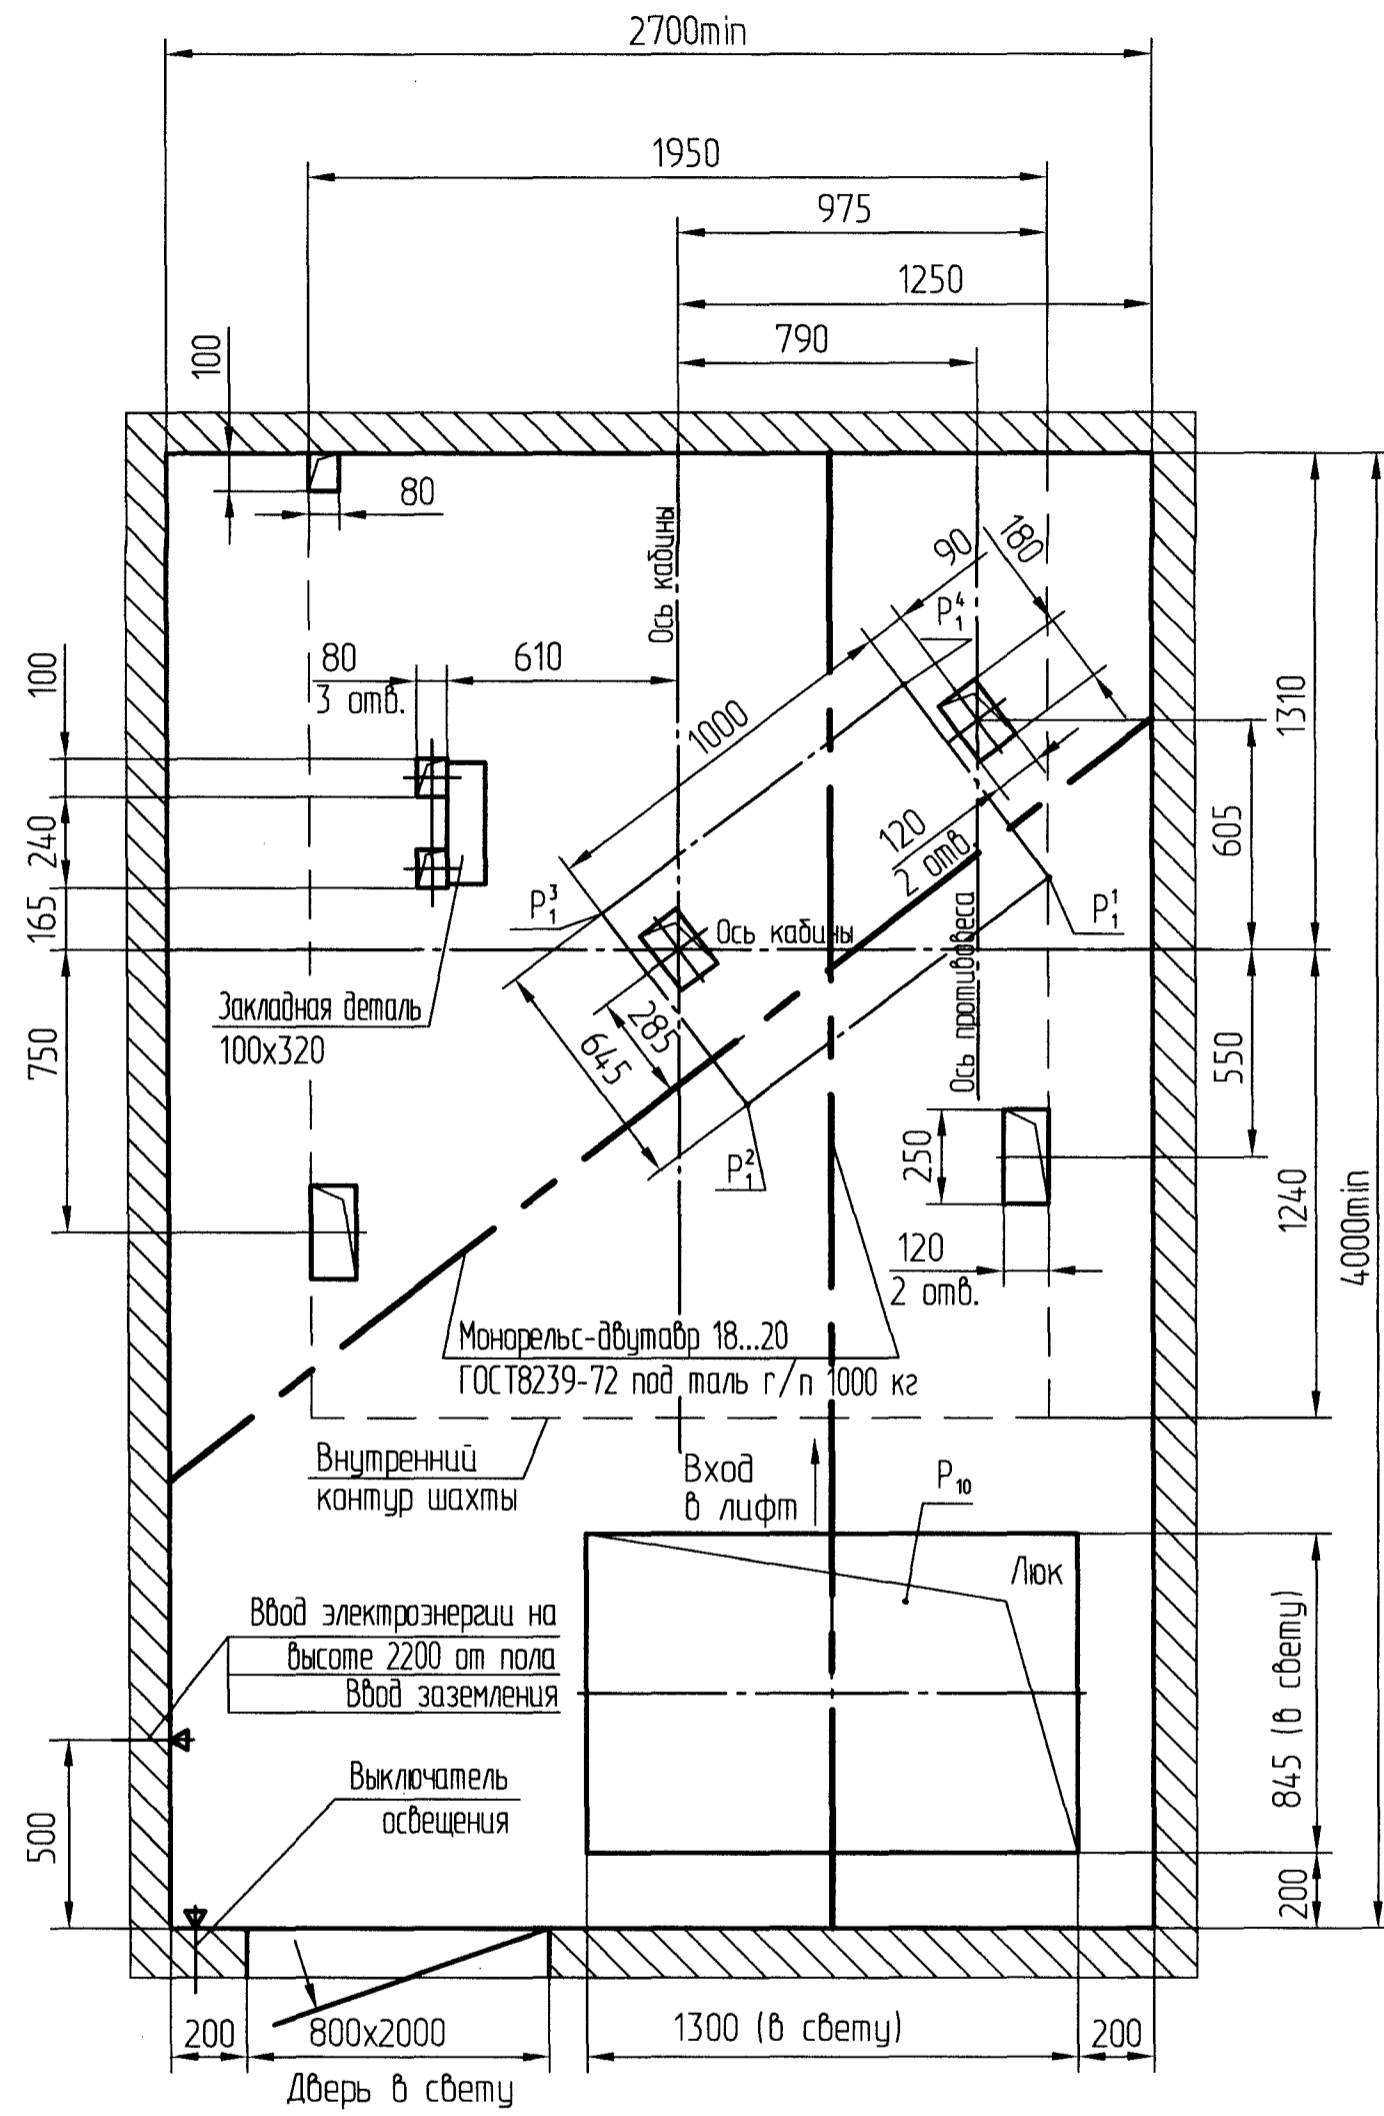 2700min
1950
975
1250
790
100
80
Ось кабины
90
180
P₁⁴
80
3 отв.
610
100
1000
1310
240
120
2 отв.
605
165
P₁³
Ось кабины
P₁¹
Закладная деталь
100х320
285
645
Ось противовеса
750
550
P₁²
250
1240
4000min
120
2 отв.
Монорельс-двутавр 18...20
ГОСТ8239-72 под таль г/п 1000 кг
Внутренний
контур шахты
Вход
в лифт
P₁₀
Люк
845 (в свету)
Ввод электроэнергии на
высоте 2200 от пола
Ввод заземления
Выключатель
освещения
500
200
200
800х2000
1300 (в свету)
200
Дверь в свету